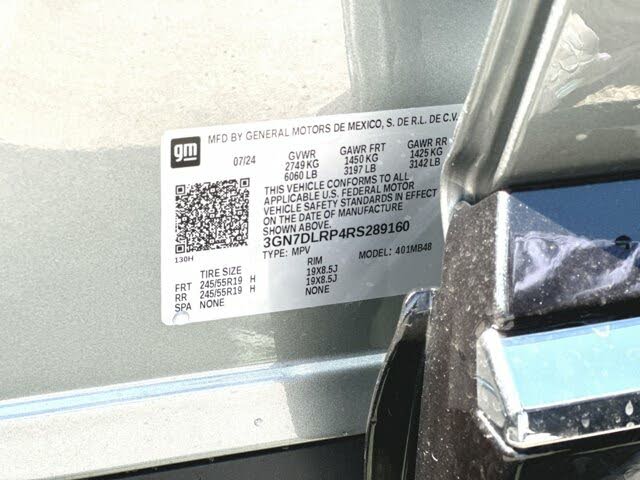 gm
MFD BY GENERAL MOTORS DE MEXICO, S. DE R.L. DE C.V.
07/24 GVWR GAWR FRT GAWR RR
2749 KG 1450 KG 1425 KG
6060 LB 3197 LB 3142 LB
THIS VEHICLE CONFORMS TO ALL
APPLICABLE U.S. FEDERAL MOTOR
VEHICLE SAFETY STANDARDS IN EFFECT
ON THE DATE OF MANUFACTURE
SHOWN ABOVE.
3GN7DLRP4RS289160
TYPE: MPV MODEL: 401MB48
130H
TIRE SIZE RIM
FRT 245/55R19 H 19X8.5J
RR 245/55R19 H 19X8.5J
SPA NONE NONE